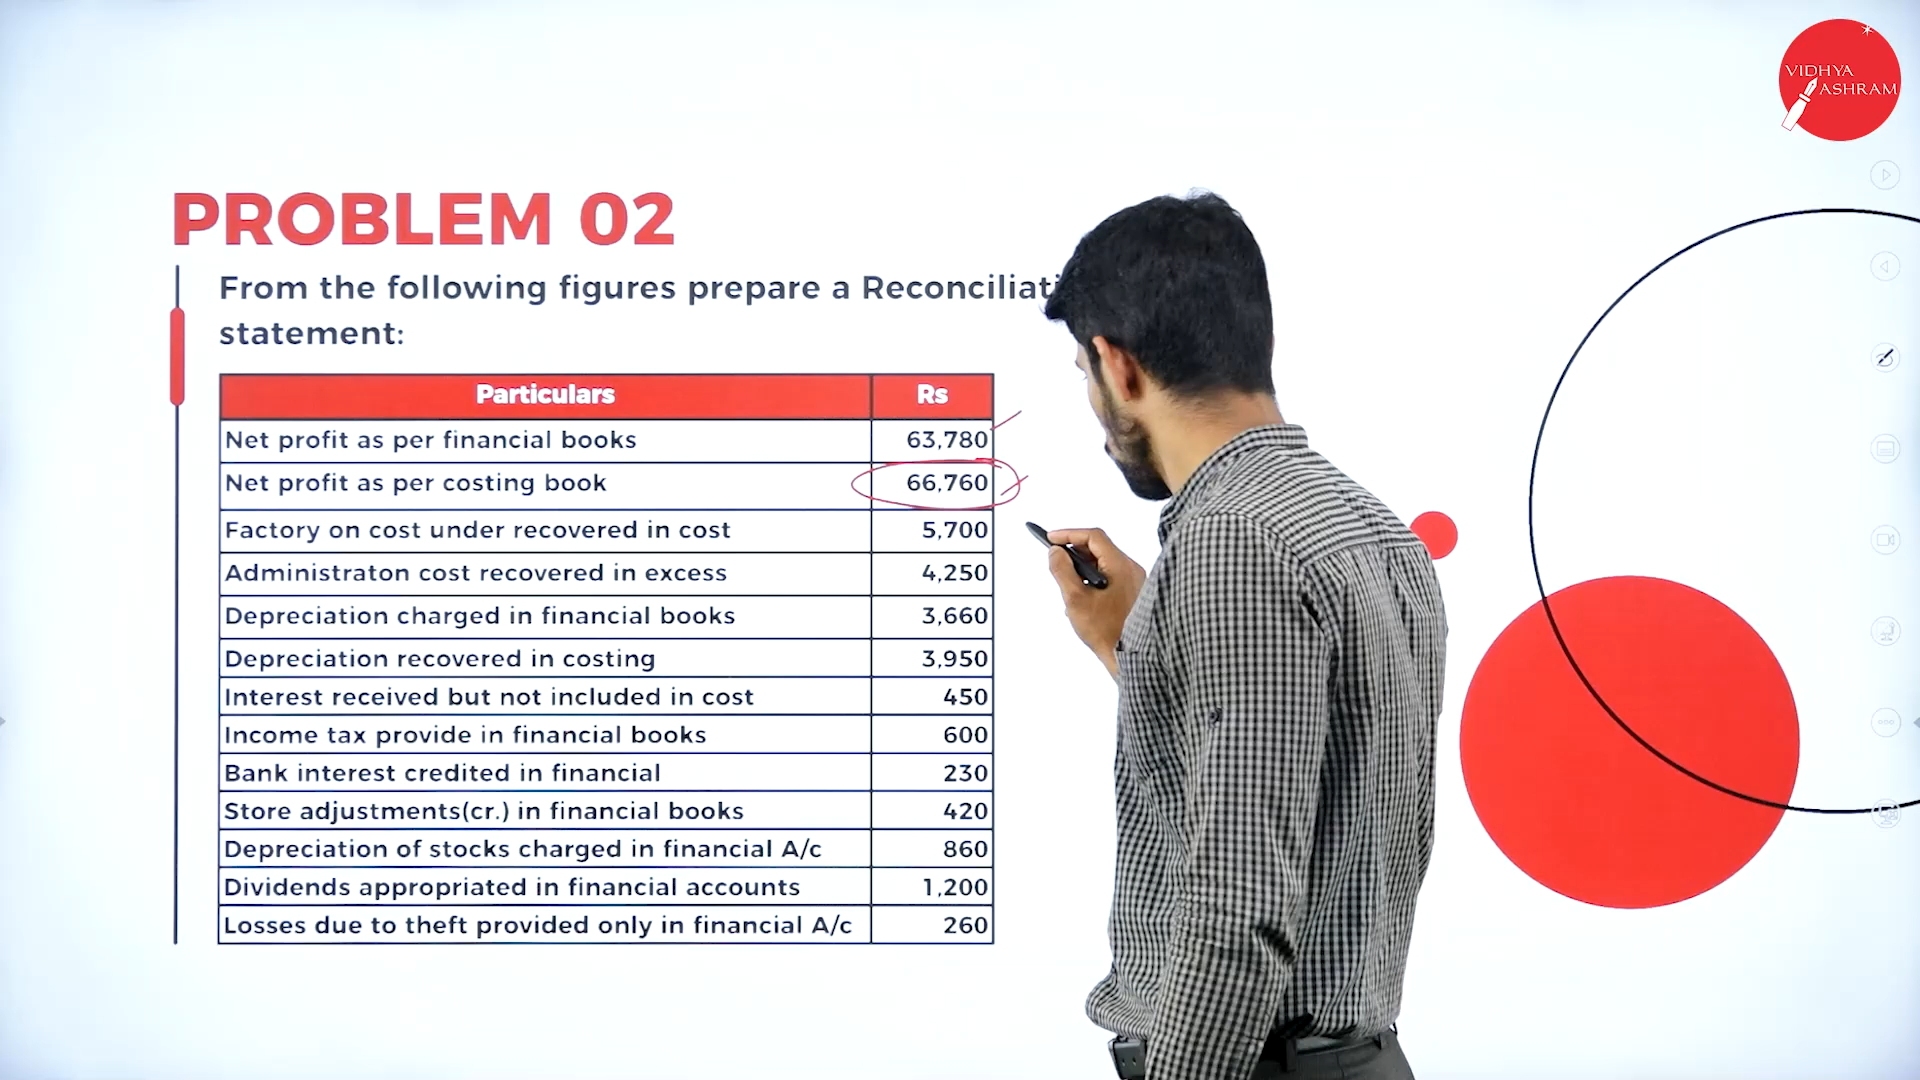 VIDHYA
ASHRAM
PROBLEM 02
From the following figures prepare a
statement:
Particulars Rs
Net profit as per financial books 63,780
Net profit as per costing book 66,760
Factory on cost under recovered in cost 5,700
Administraton cost recovered in excess 4,250
Depreciation charged in financial books 3,660
Depreciation recovered in costing 3,950
Interest received but not included in cost 450
Income tax provide in financial books 600
Bank interest credited in financial 230
Store adjustments(cr.) in financial books 420
Depreciation of stocks charged in financial A/c 860
Dividends appropriated in financial accounts 1,200
Losses due to theft provided only in financial A/c 260